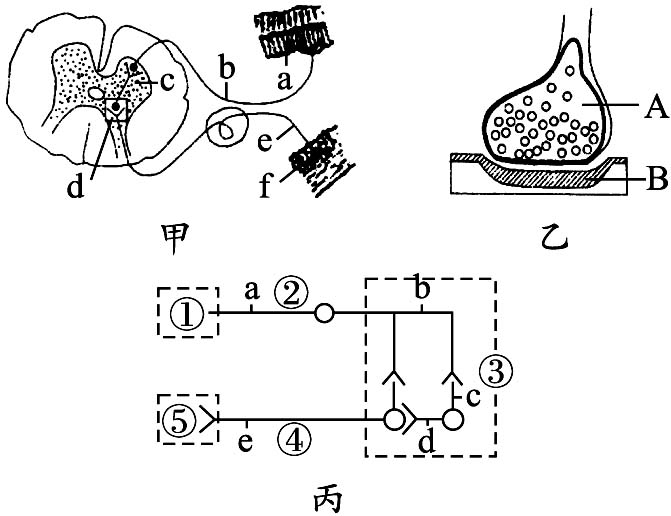 b
a
c
e
d
f
甲
A
B
乙
① a ② b
③
c
⑤ e ④ d
丙